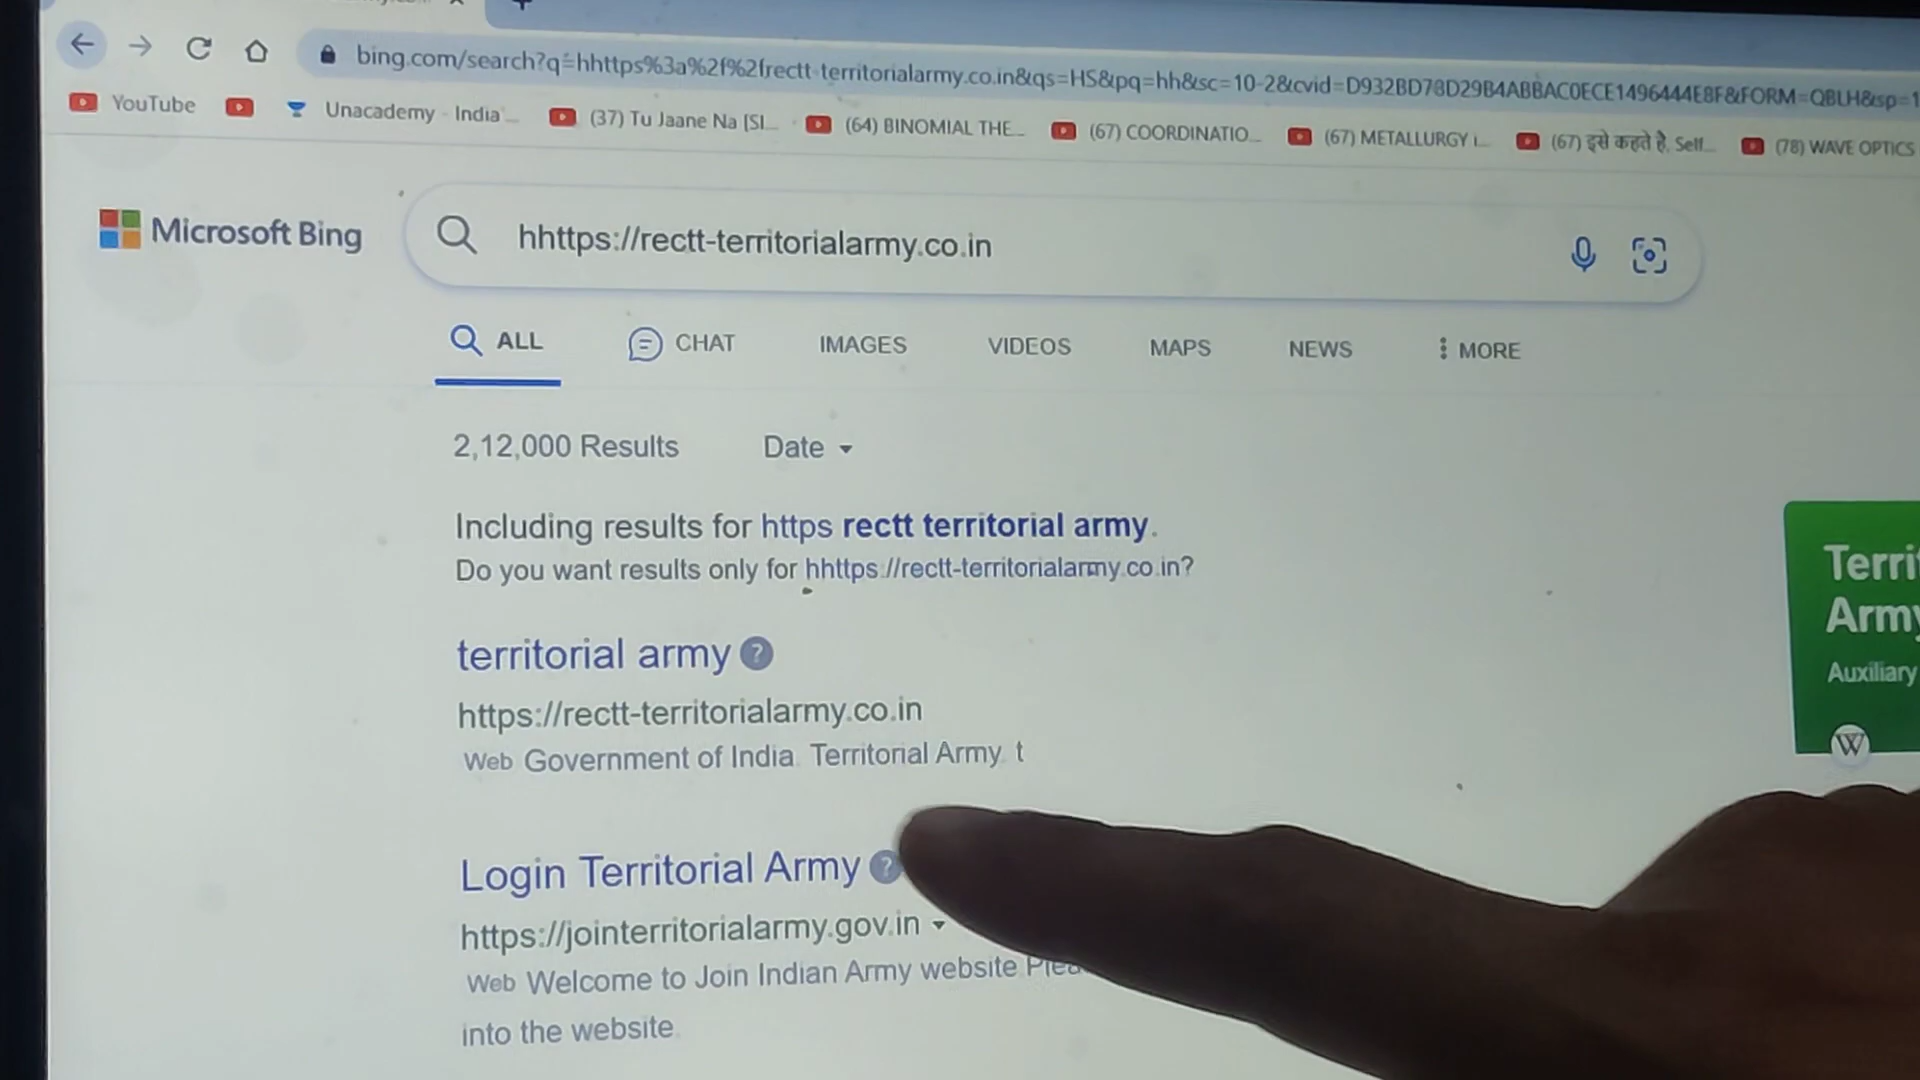 bing.com/search?q=hhttps%3a%2f%2frectt-territorialarmy.co.in&qs=HS&pq=hh&sc=10-2&cvid=D932BD78D29B4ABBAC0ECE1496444E8F&FORM=QBLH&sp=1
YouTube Unacademy - India'... (37) Tu Jaane Na [SI... (64) BINOMIAL THE... (67) COORDINATIO... (67) METALLURGY i... (67) इसे कहते है, Self... (78) WAVE OPTICS
Microsoft Bing
hhttps://rectt-territorialarmy.co.in
ALL CHAT IMAGES VIDEOS MAPS NEWS MORE
2,12,000 Results Date
Including results for https rectt territorial army.
Do you want results only for hhttps://rectt-territorialarmy.co.in?
territorial army ?
https://rectt-territorialarmy.co.in
Web Government of India. Territorial Army. t
Login Territorial Army ?
https://jointerritorialarmy.gov.in
Web Welcome to Join Indian Army website
into the website.
Army
Auxiliary
W